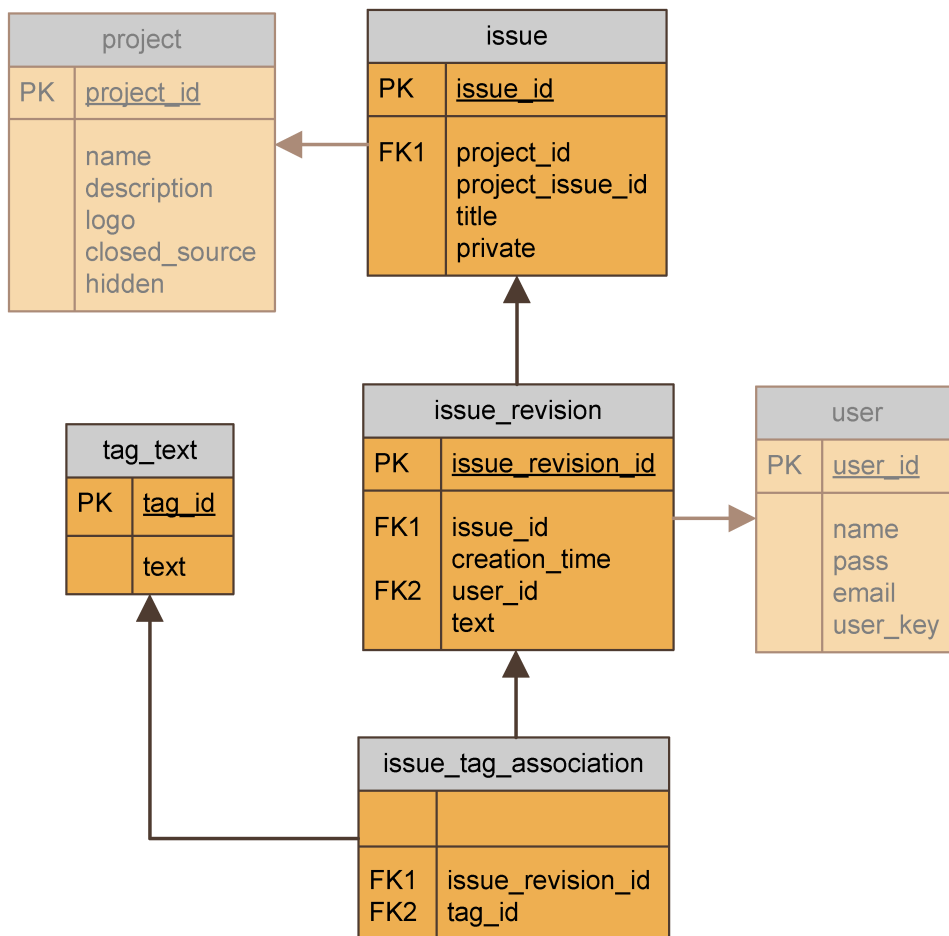 project
PK project_id
name
description
logo
closed_source
hidden
issue
PK issue_id
FK1 project_id
project_issue_id
title
private
tag_text
PK tag_id
text
issue_revision
PK issue_revision_id
FK1 issue_id
creation_time
FK2 user_id
text
user
PK user_id
name
pass
email
user_key
issue_tag_association
FK1 issue_revision_id
FK2 tag_id